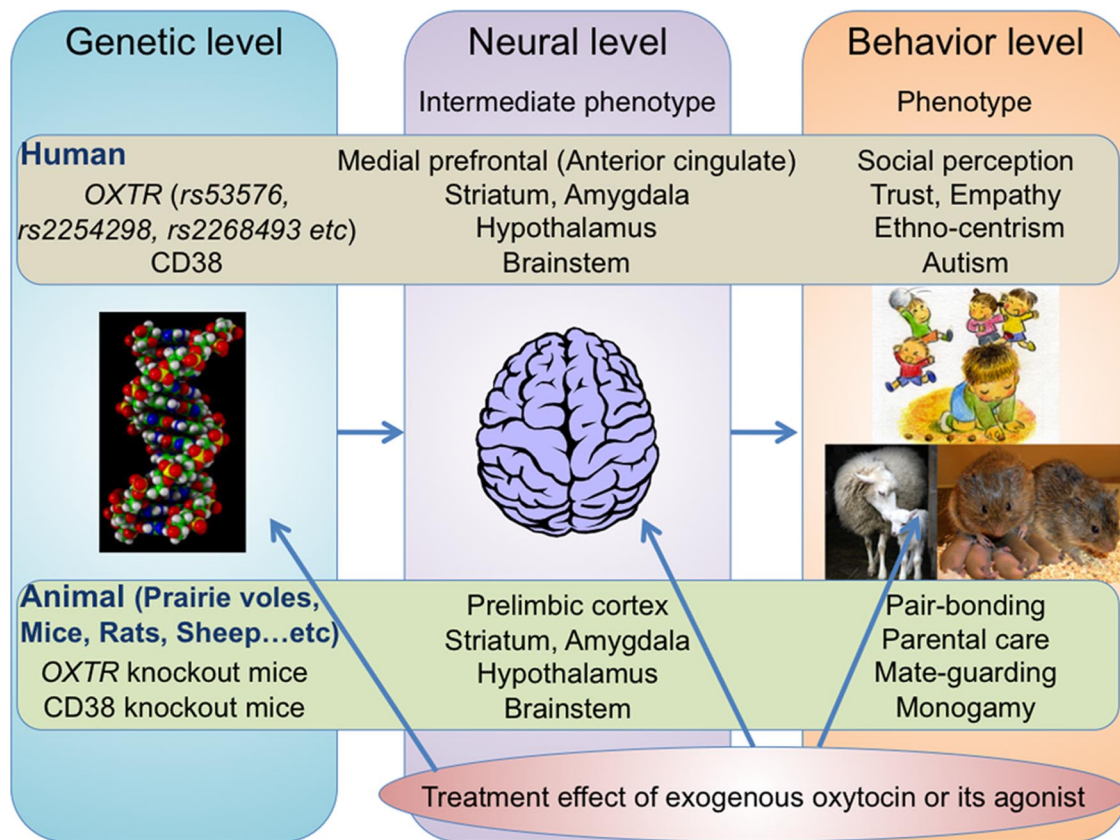 Genetic level
Neural level
Intermediate phenotype
Behavior level
Phenotype
Human
OXTR (rs53576,
rs2254298, rs2268493 etc)
CD38
Medial prefrontal (Anterior cingulate)
Striatum, Amygdala
Hypothalamus
Brainstem
Social perception
Trust, Empathy
Ethno-centrism
Autism
Animal (Prairie voles,
Mice, Rats, Sheep…etc)
OXTR knockout mice
CD38 knockout mice
Prelimbic cortex
Striatum, Amygdala
Hypothalamus
Brainstem
Pair-bonding
Parental care
Mate-guarding
Monogamy
Treatment effect of exogenous oxytocin or its agonist